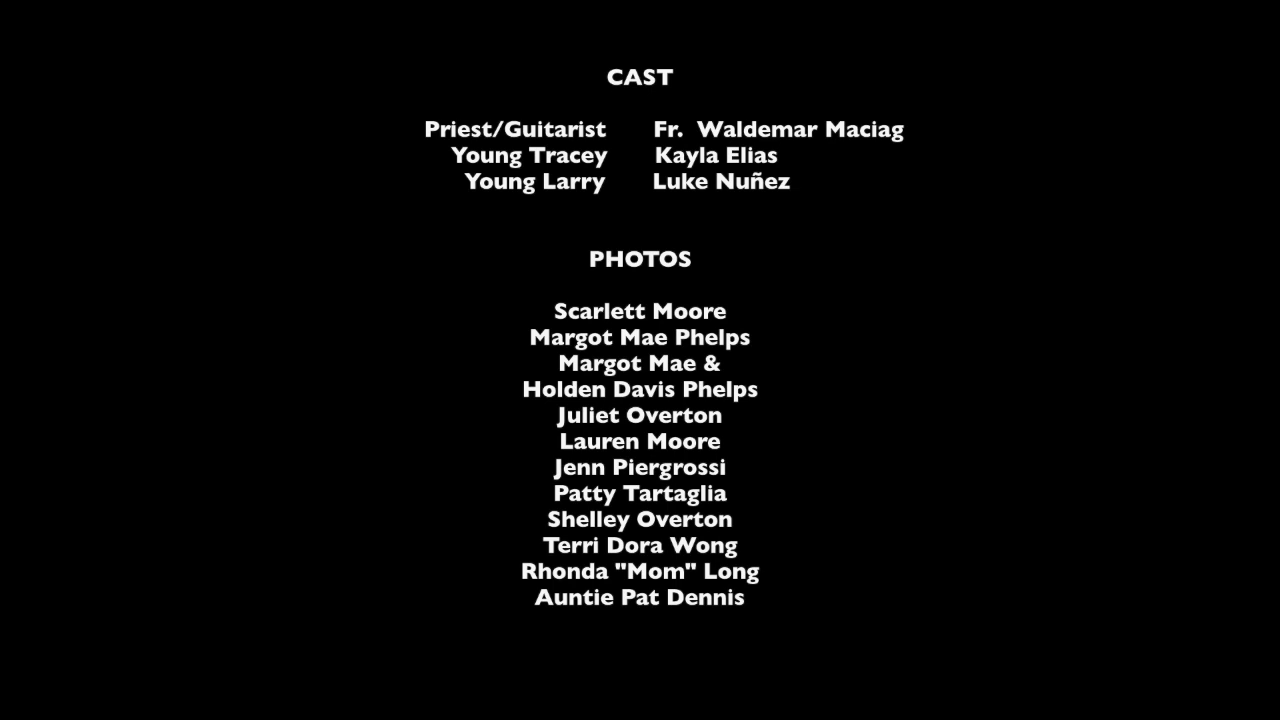 CAST
Priest/Guitarist Fr. Waldemar Maciag
Young Tracey Kayla Elias
Young Larry Luke Nuñez
PHOTOS
Scarlett Moore
Margot Mae Phelps
Margot Mae &
Holden Davis Phelps
Juliet Overton
Lauren Moore
Jenn Piergrossi
Patty Tartaglia
Shelley Overton
Terri Dora Wong
Rhonda "Mom" Long
Auntie Pat Dennis